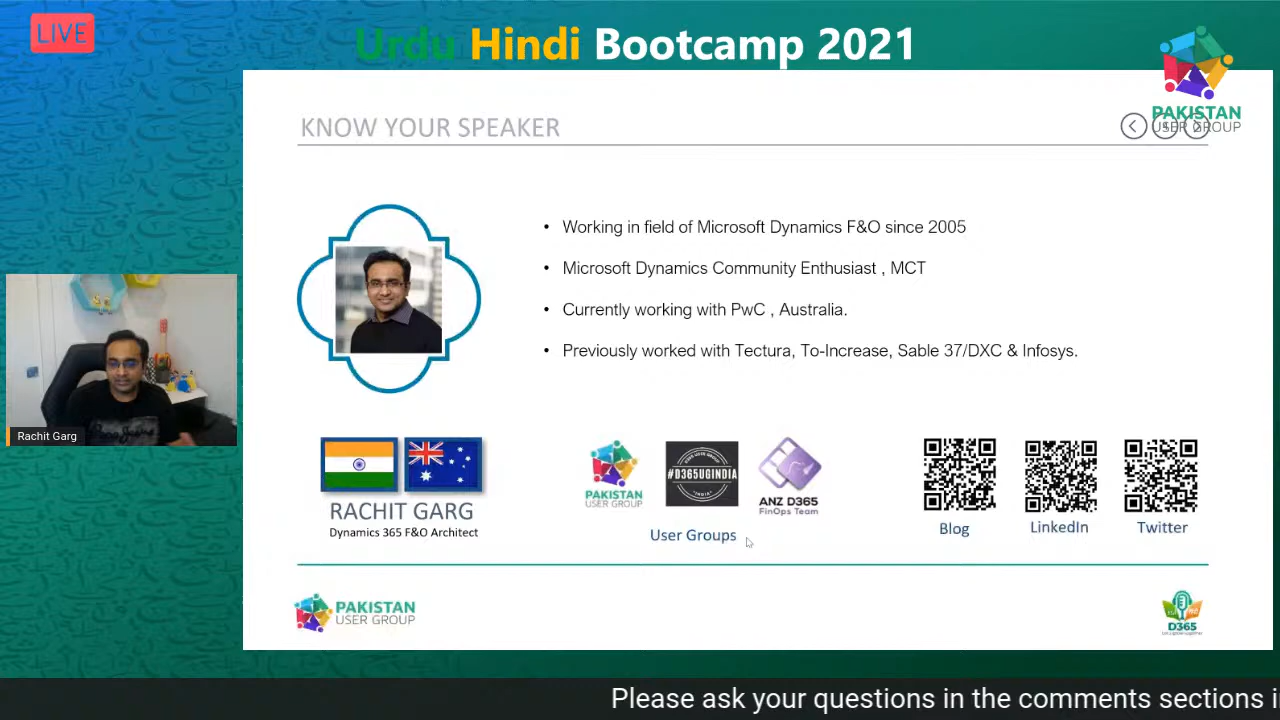 LIVE
Urdu Hindi Bootcamp 2021
PAKISTAN
USER GROUP
KNOW YOUR SPEAKER
• Working in field of Microsoft Dynamics F&O since 2005
• Microsoft Dynamics Community Enthusiast , MCT
• Currently working with PwC , Australia.
• Previously worked with Tectura, To-Increase, Sable 37/DXC & Infosys.
Rachit Garg
RACHIT GARG
Dynamics 365 F&O Architect
PAKISTAN
USER GROUP
#D365UGINDIA
ANZ D365
FinOps Team
User Groups
Blog
LinkedIn
Twitter
PAKISTAN
USER GROUP
D365
Please ask your questions in the comments sections i